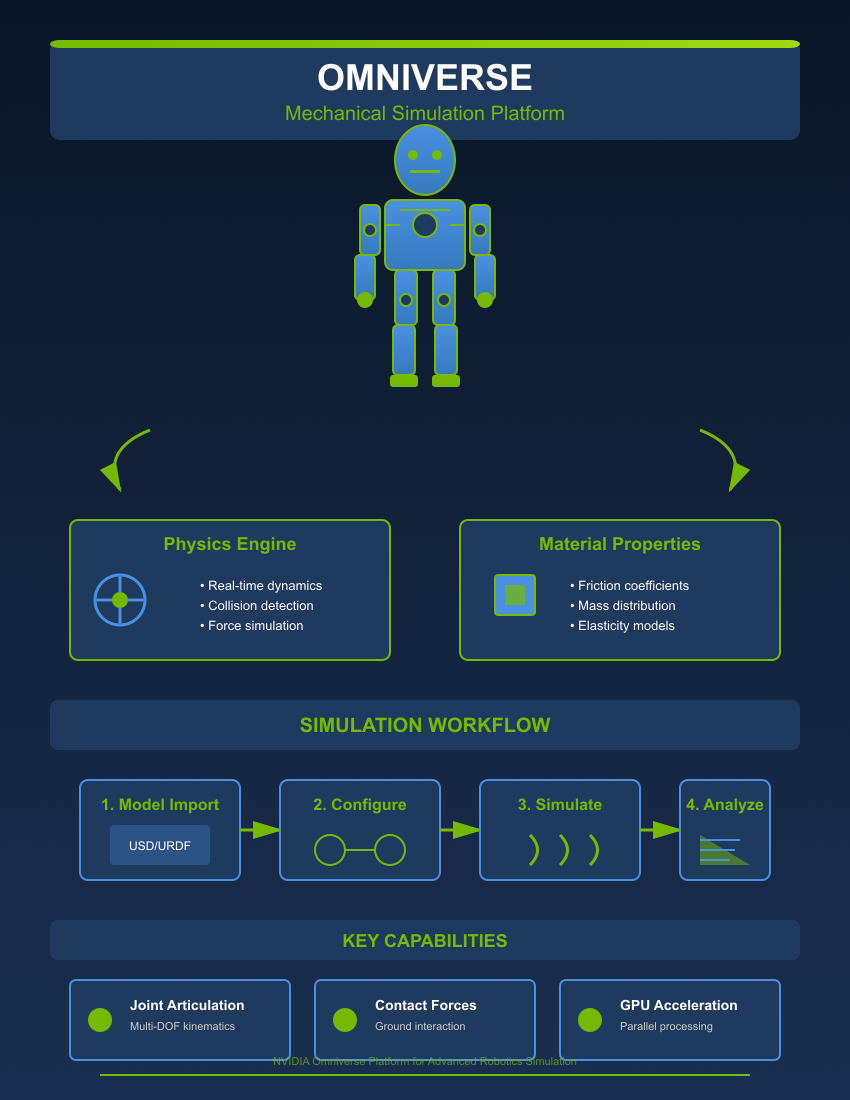 OMNIVERSE
Mechanical Simulation Platform
Physics Engine
• Real-time dynamics
• Collision detection
• Force simulation
Material Properties
• Friction coefficients
• Mass distribution
• Elasticity models
SIMULATION WORKFLOW
1. Model Import
USD/URDF
2. Configure
3. Simulate
4. Analyze
KEY CAPABILITIES
Joint Articulation
Multi-DOF kinematics
Contact Forces
Ground interaction
GPU Acceleration
Parallel processing
NVIDIA Omniverse Platform for Advanced Robotics Simulation